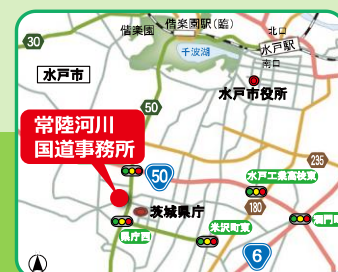 偕楽園
偕楽園駅(臨)
北口
水戸駅
南口
30
千波湖
水戸市
50
水戸市役所
常陸河川
国道事務所
235
水戸工業高校東
50
茨城県庁
180
県庁西
米沢町東
6